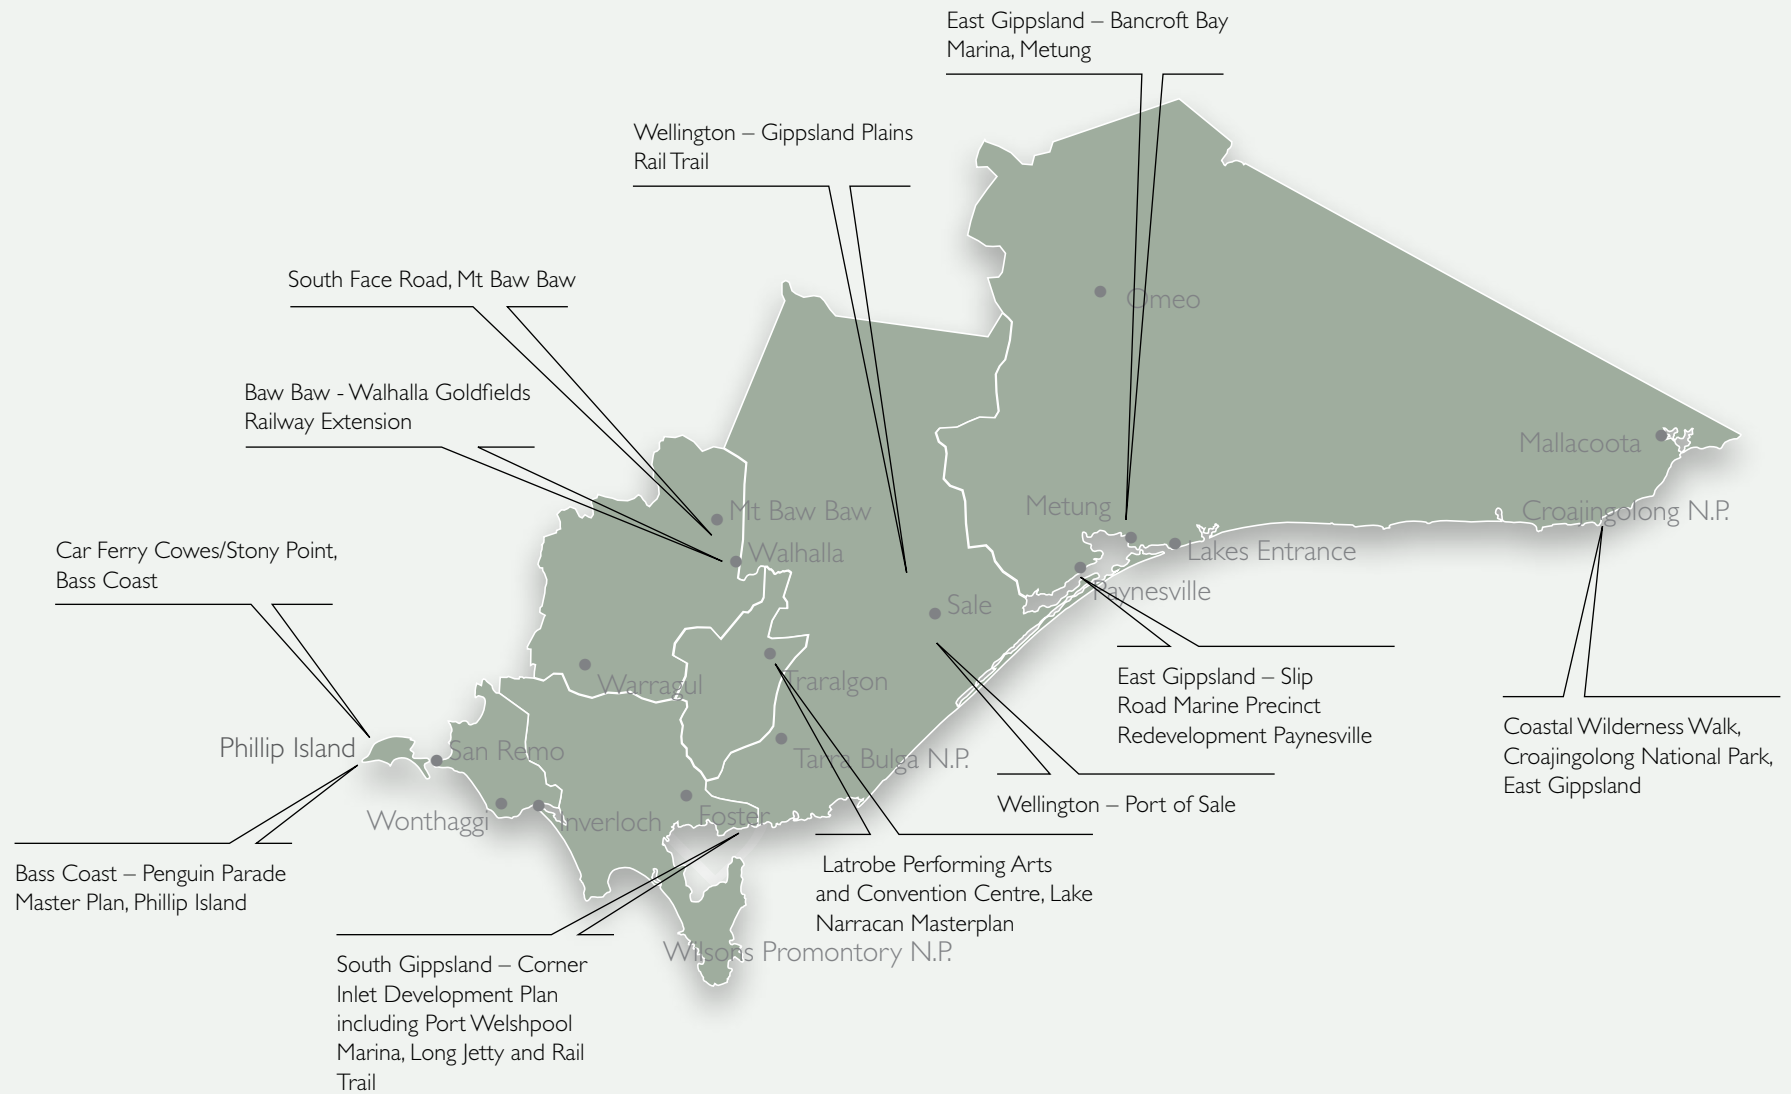 East Gippsland – Bancroft Bay
Marina, Metung
Wellington – Gippsland Plains
Rail Trail
South Face Road, Mt Baw Baw
Omeo
Baw Baw - Walhalla Goldfields
Railway Extension
Mallacoota
Metung
Mt Baw Baw
Croajingolong N.P.
Car Ferry Cowes/Stony Point,
Bass Coast
Walhalla
Lakes Entrance
Paynesville
Sale
Warragul
Traralgon
East Gippsland – Slip
Road Marine Precinct
Redevelopment Paynesville
Coastal Wilderness Walk,
Croajingolong National Park,
East Gippsland
Phillip Island
San Remo
Tarra Bulga N.P.
Wellington – Port of Sale
Wonthaggi
Inverloch
Foster
Bass Coast – Penguin Parade
Master Plan, Phillip Island
Latrobe Performing Arts
and Convention Centre, Lake
Narracan Masterplan
Wilsons Promontory N.P.
South Gippsland – Corner
Inlet Development Plan
including Port Welshpool
Marina, Long Jetty and Rail
Trail